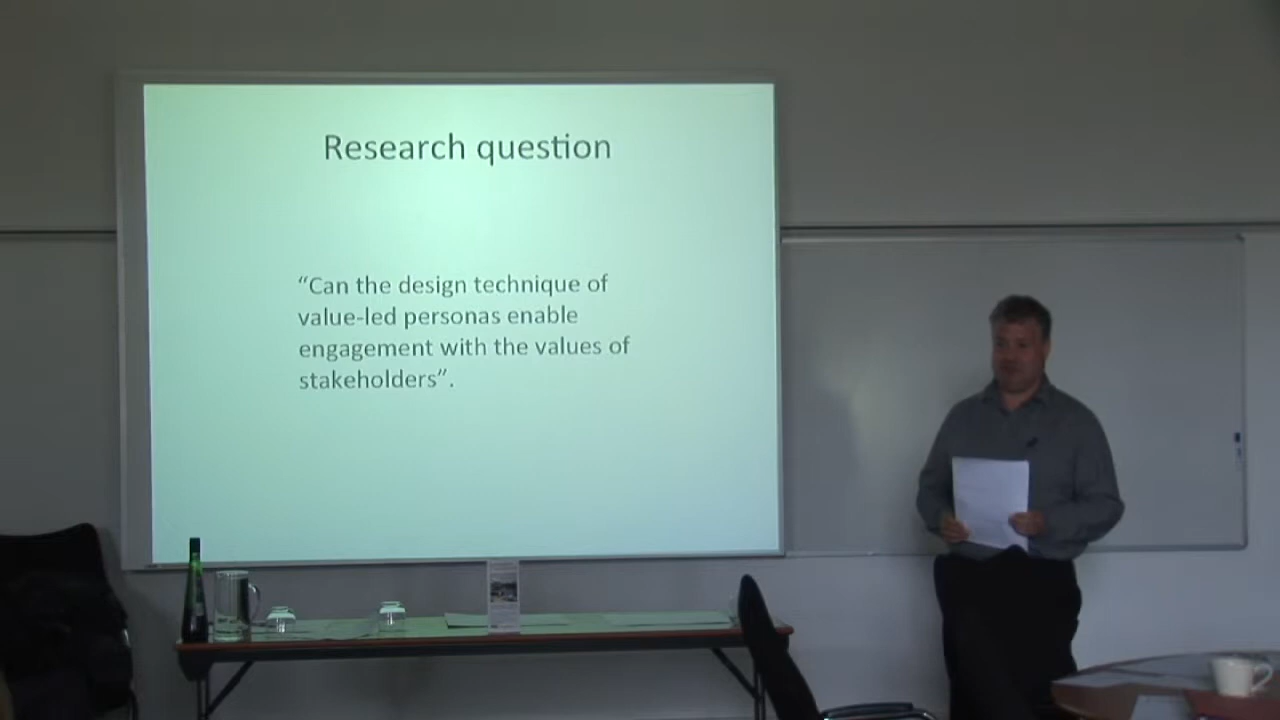 Research question
“Can the design technique of
value-led personas enable
engagement with the values of
stakeholders”.